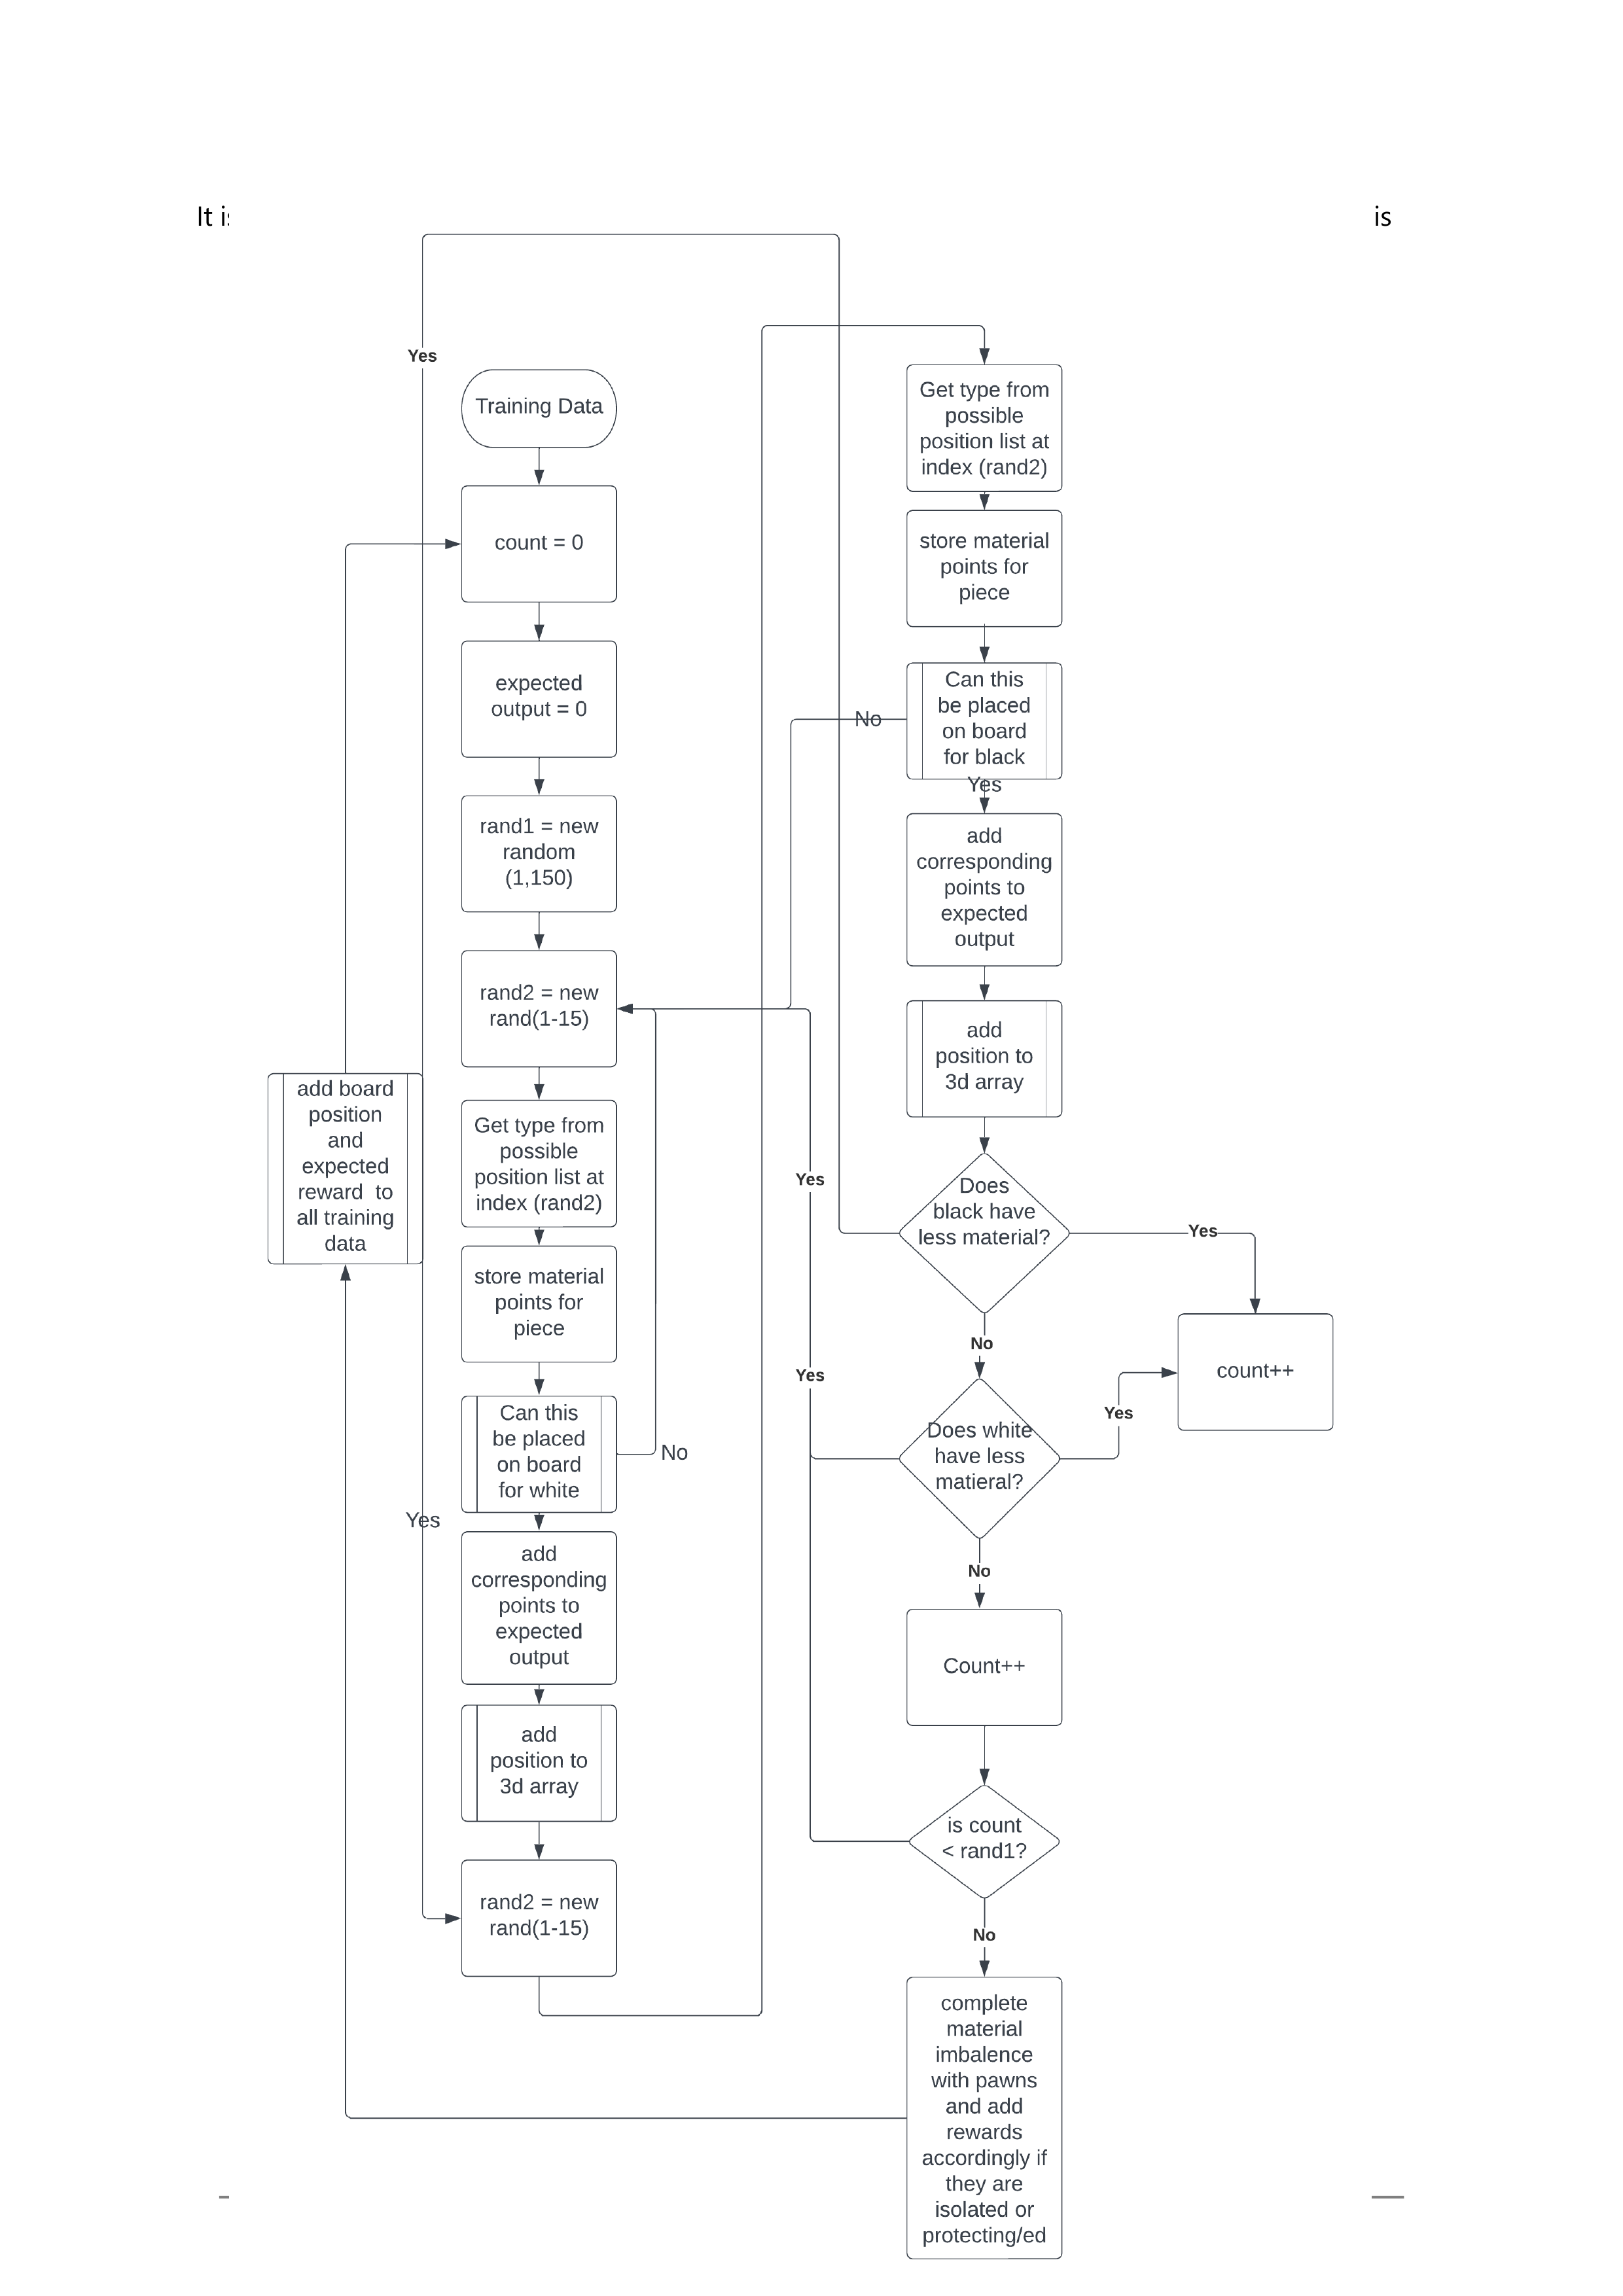 It is
is
Yes
Training Data
count = 0
expected
output = 0
rand1 = new
random
(1,150)
rand2 = new
rand(1-15)
Get type from
possible
position list at
index (rand2)
store material
points for
piece
Can this
be placed
on board
for white
No
add
corresponding
points to
expected
output
add
position to
3d array
Yes
rand2 = new
rand(1-15)
add board
position
and
expected
reward to
all training
data
Get type from
possible
position list at
index (rand2)
store material
points for
piece
Can this
be placed
on board
for black
No
Yes
add
corresponding
points to
expected
output
add
position to
3d array
Does
black have
less material?
Yes
Yes
No
count++
Does white
have less
matieral?
Yes
Yes
No
Count++
is count
< rand1?
No
complete
material
imbalence
with pawns
and add
rewards
accordingly if
they are
isolated or
protecting/ed